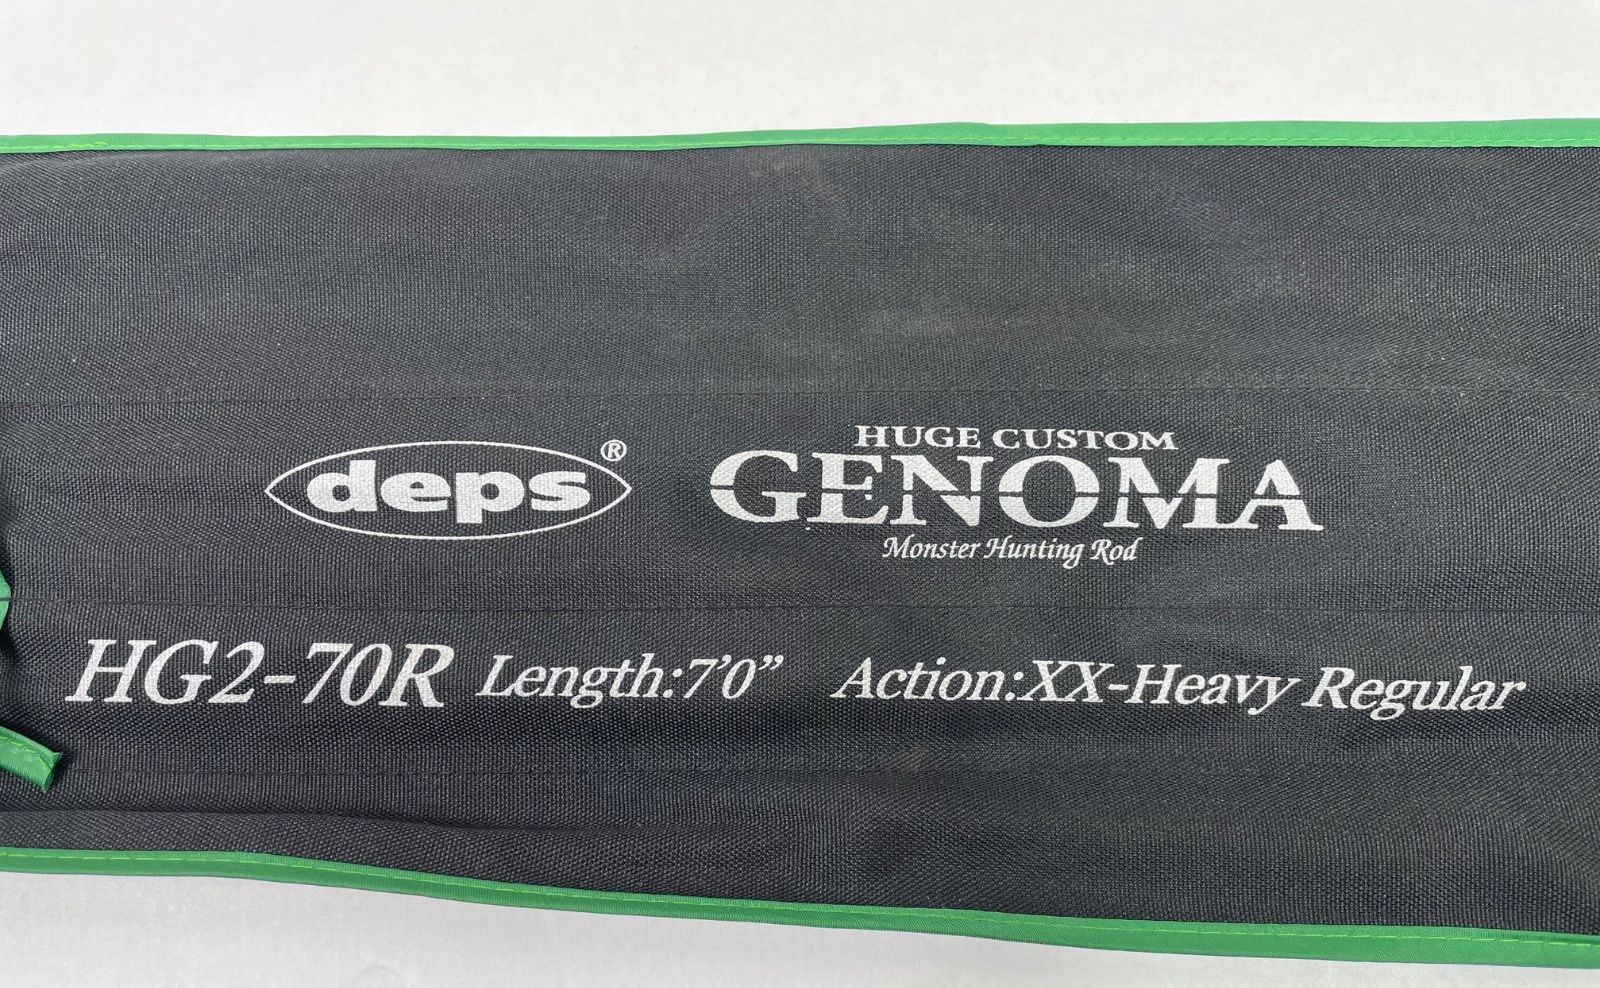 deps®
HUGE CUSTOM
GENOMA
Monster Hunting Rod
HG2-70R Length:7'0" Action:XX-Heavy Regular